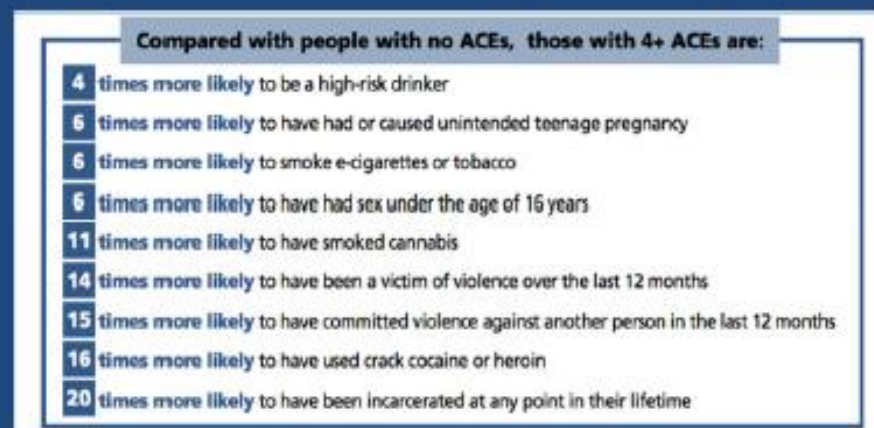 Compared with people with no ACEs, those with 4+ ACEs are:
4 times more likely to be a high-risk drinker
6 times more likely to have had or caused unintended teenage pregnancy
6 times more likely to smoke e-cigarettes or tobacco
6 times more likely to have had sex under the age of 16 years
11 times more likely to have smoked cannabis
14 times more likely to have been a victim of violence over the last 12 months
15 times more likely to have committed violence against another person in the last 12 months
16 times more likely to have used crack cocaine or heroin
20 times more likely to have been incarcerated at any point in their lifetime